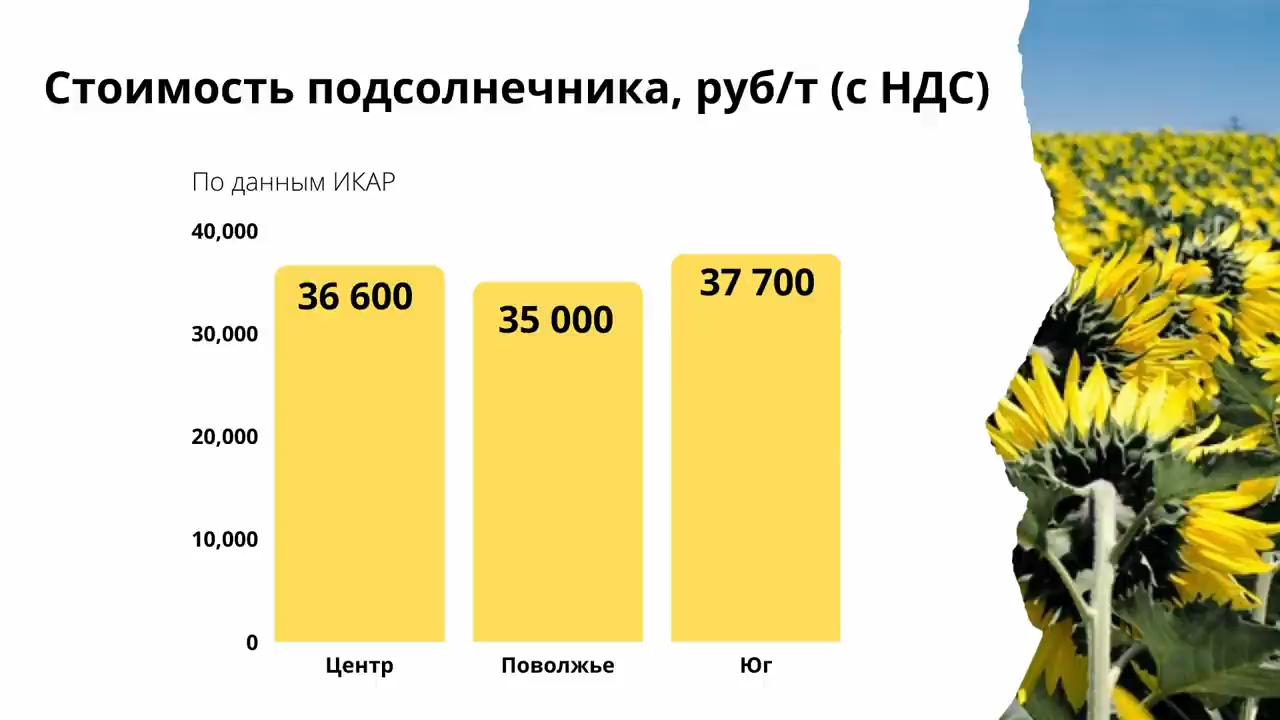 Стоимость подсолнечника, руб/т (с НДС)
По данным ИКАР
40,000
30,000
20,000
10,000
0
36 600
35 000
37 700
Центр
Поволжье
Юг